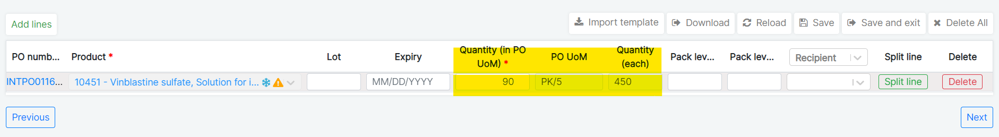 Add lines
Import template
Download
Reload
Save
Save and exit
Delete All
PO numb...
Product *
Lot
Expiry
Quantity (in PO
UoM) *
PO UoM
Quantity
(each)
Pack lev...
Pack lev...
Recipient
Split line
Delete
INTPO0116...
10451 - Vinblastine sulfate, Solution for i...
MM/DD/YYYY
90
PK/5
450
Split line
Delete
Previous
Next